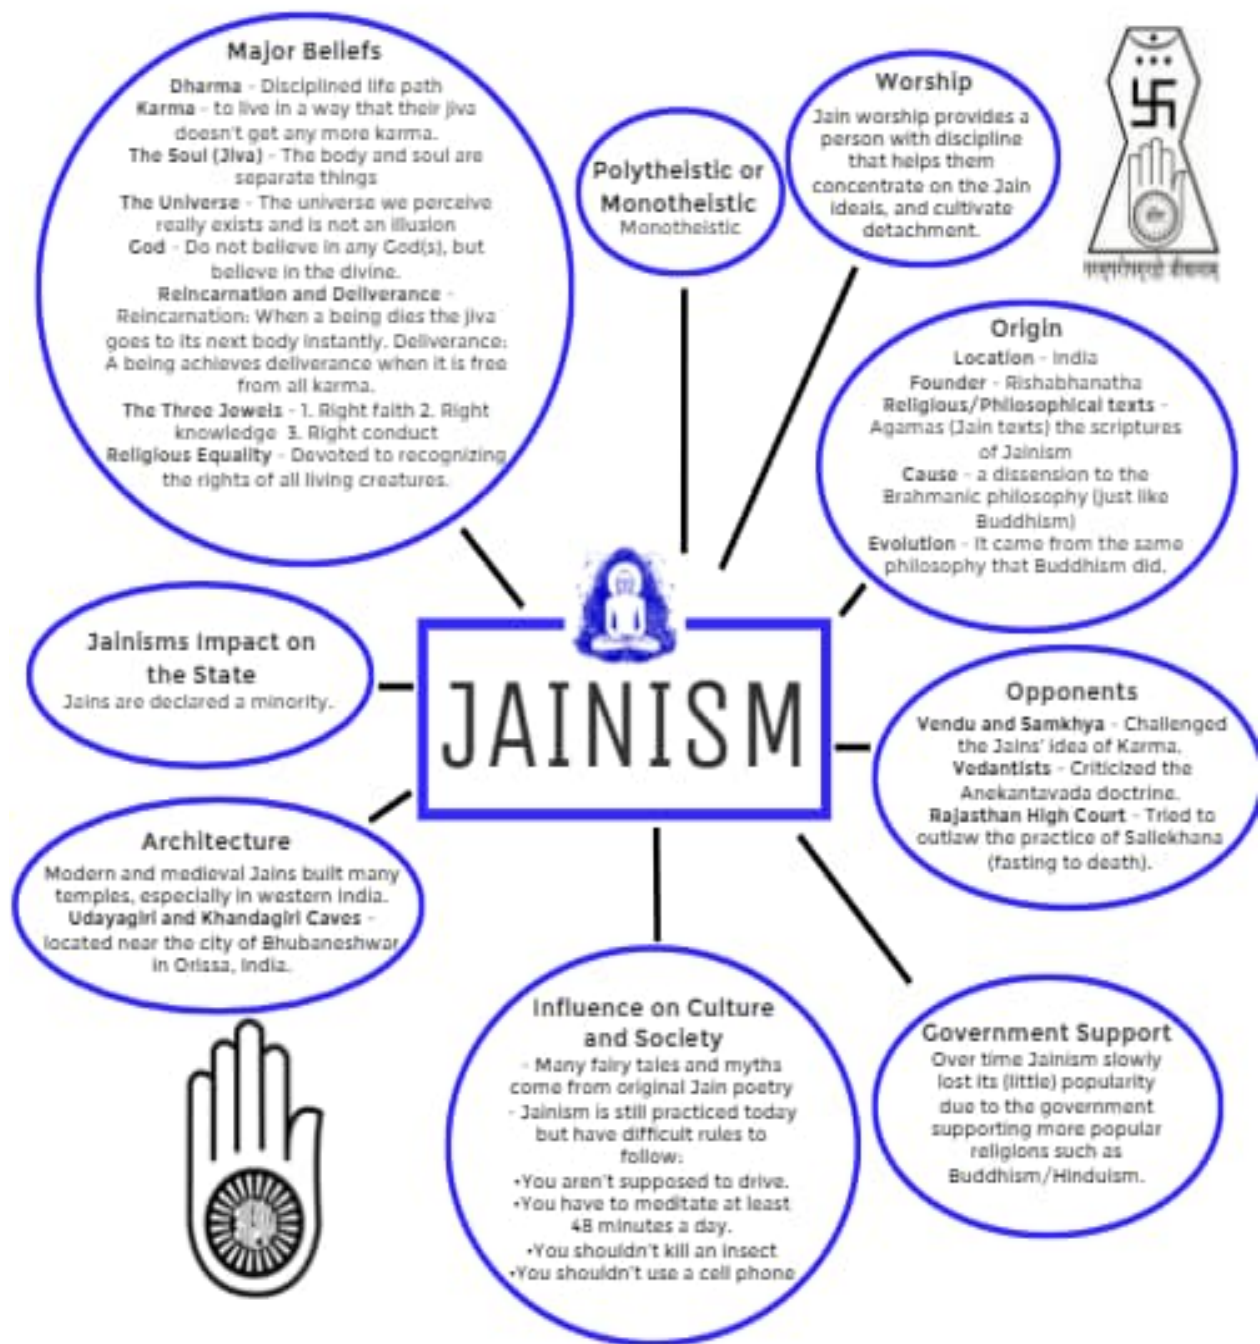 Major Beliefs
Dharma - Disciplined life path
Karma - to live in a way that their jiva
doesn't get any more karma.
The Soul (Jiva) - The body and soul are
separate things
The Universe - The universe we perceive
really exists and is not an illusion
God - Do not believe in any God(s), but
believe in the divine.
Reincarnation and Deliverance -
Reincarnation: When a being dies the jiva
goes to its next body instantly. Deliverance:
A being achieves deliverance when it is free
from all karma.
The Three Jewels - 1. Right faith 2. Right
knowledge 3. Right conduct
Religious Equality - Devoted to recognizing
the rights of all living creatures.
Polytheistic or
Monotheistic
Monotheistic
Worship
Jain worship provides a
person with discipline
that helps them
concentrate on the Jain
ideals, and cultivate
detachment.
Origin
Location - India
Founder - Rishabhanatha
Religious/Philosophical texts -
Agamas (Jain texts) the scriptures
of Jainism
Cause - a dissension to the
Brahmanic philosophy (just like
Buddhism)
Evolution - It came from the same
philosophy that Buddhism did.
Jainisms Impact on
the State
Jains are declared a minority.
JAINISM
Opponents
Vendu and Samkhya - Challenged
the Jains' idea of Karma.
Vedantists - Criticized the
Anekantavada doctrine.
Rajasthan High Court - Tried to
outlaw the practice of Sallekhana
(fasting to death).
Architecture
Modern and medieval Jains built many
temples, especially in western India.
Udayagiri and Khandagiri Caves -
located near the city of Bhubaneshwar
in Orissa, India.
Influence on Culture
and Society
- Many fairy tales and myths
come from original Jain poetry
- Jainism is still practiced today
but have difficult rules to
follow:
•You aren't supposed to drive.
•You have to meditate at least
48 minutes a day.
•You shouldn't kill an insect
•You shouldn't use a cell phone
Government Support
Over time Jainism slowly
lost its (little) popularity
due to the government
supporting more popular
religions such as
Buddhism/Hinduism.